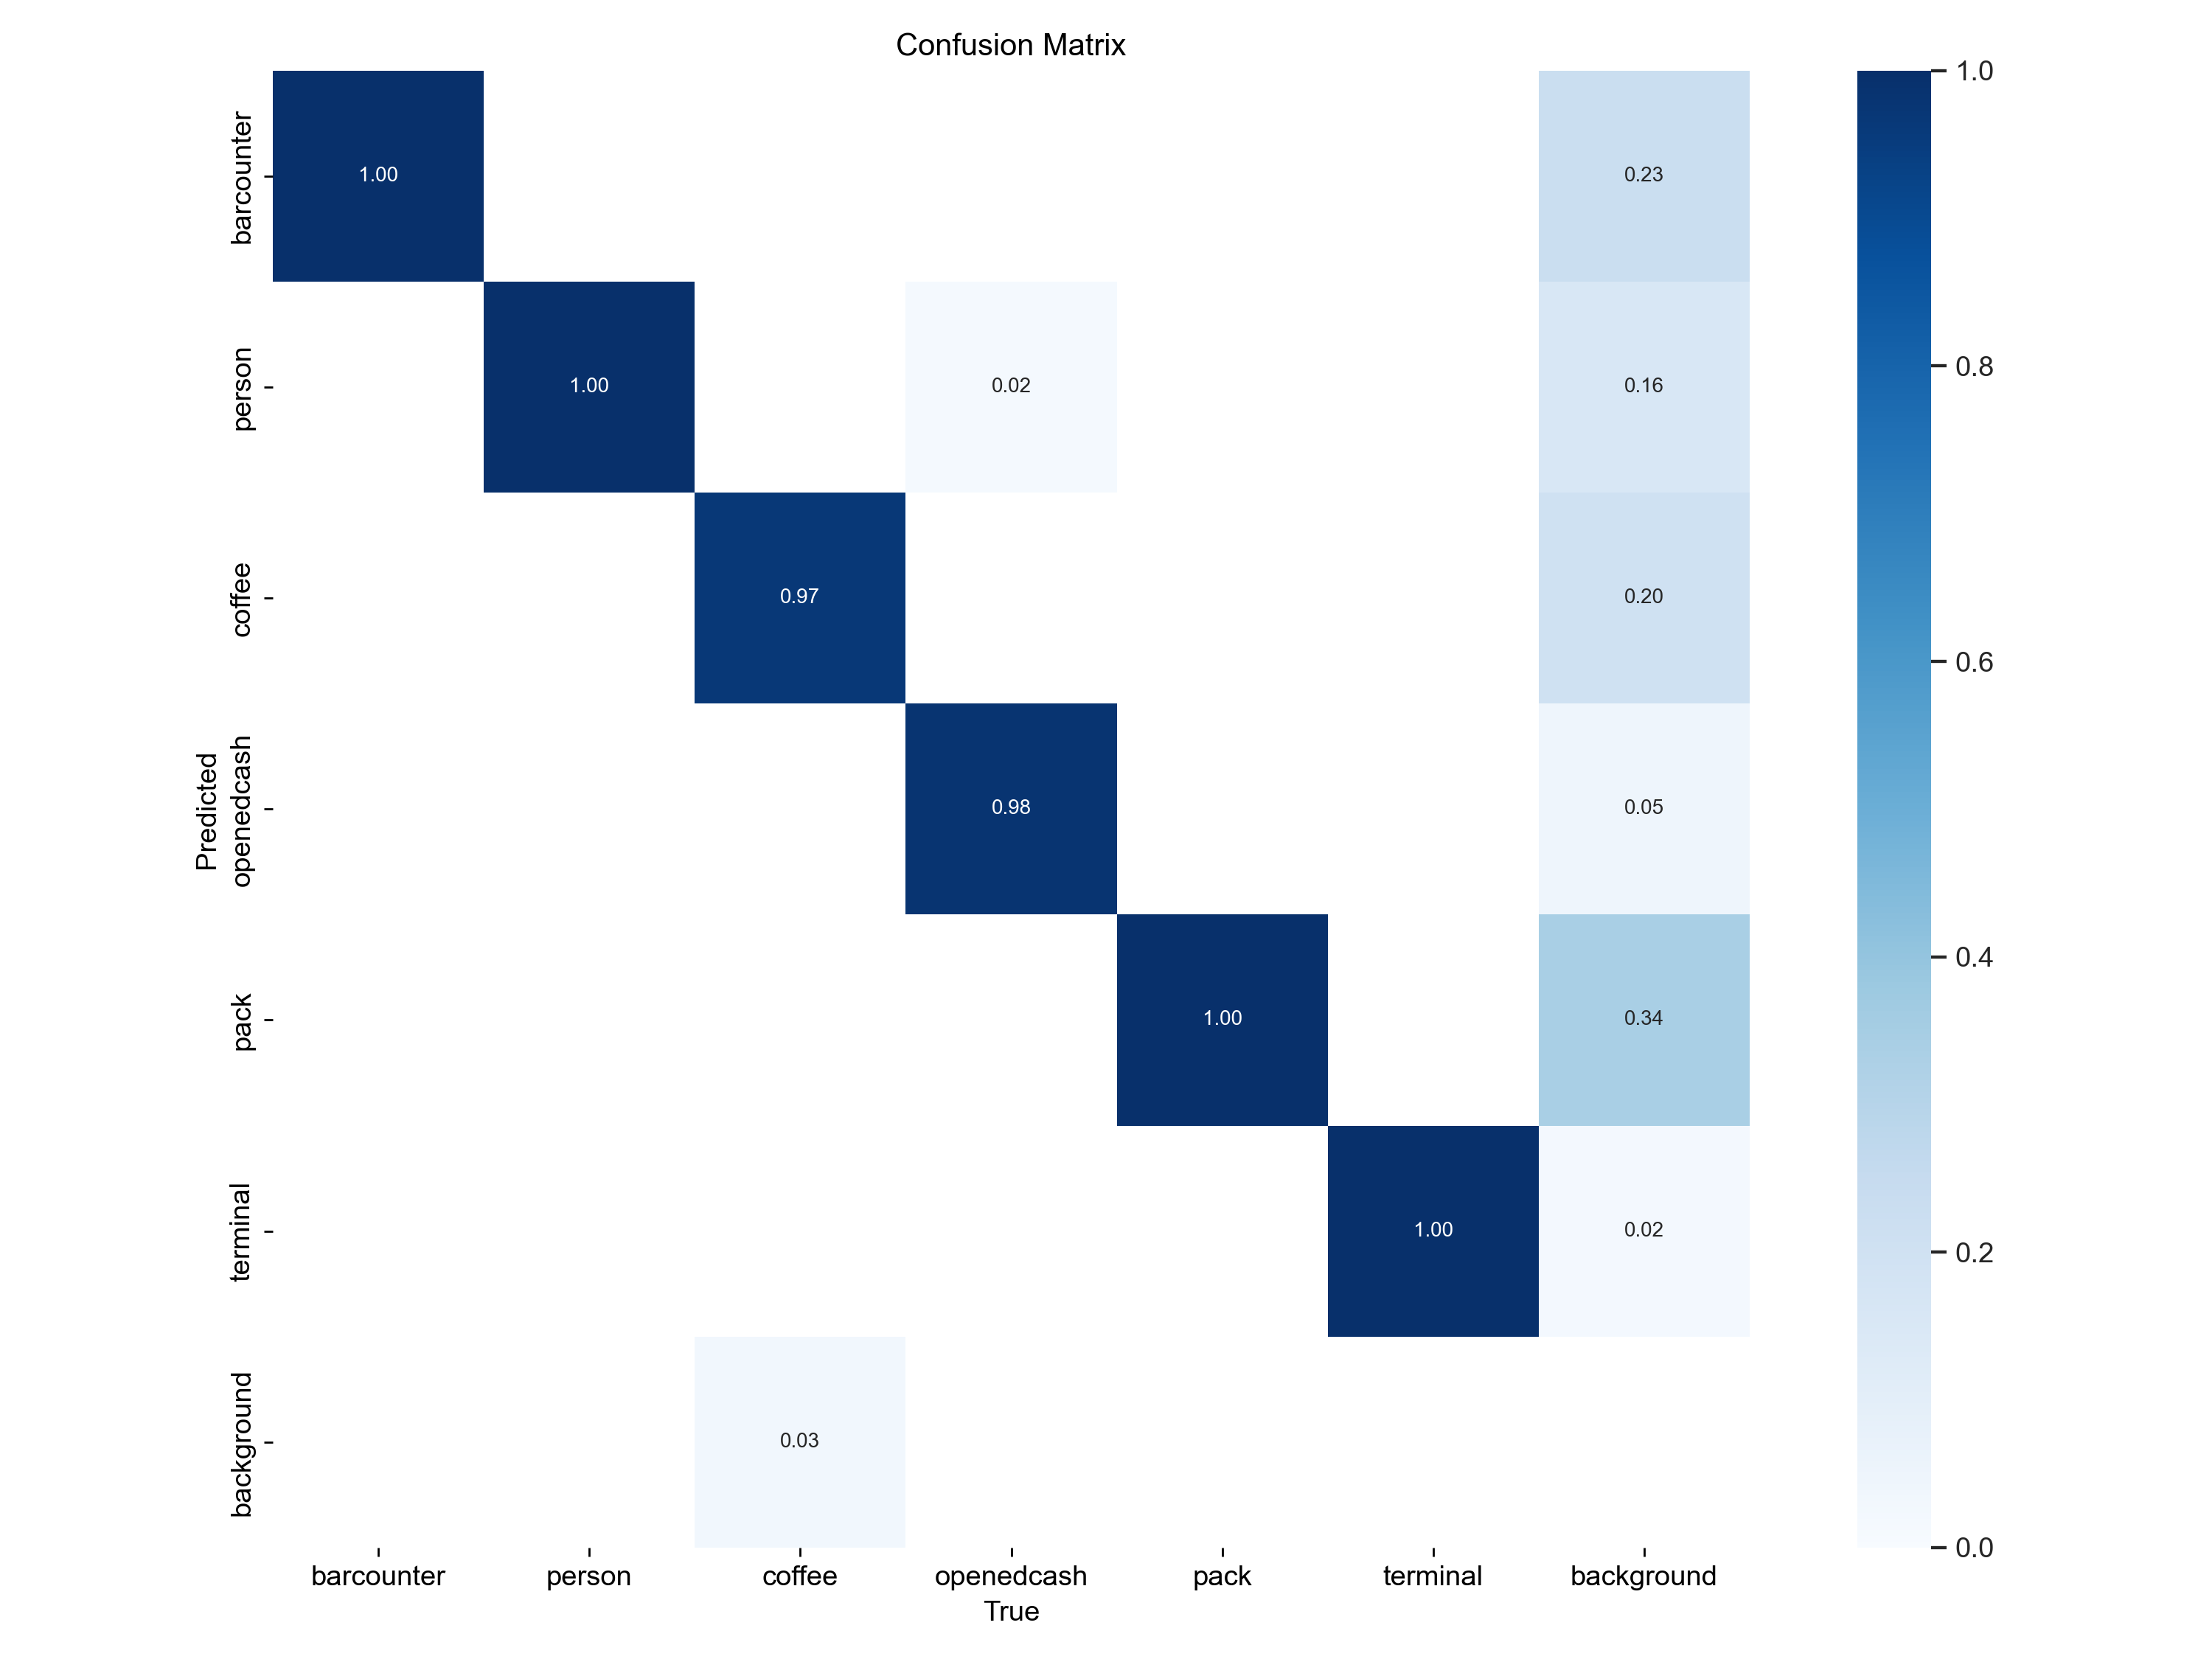 Confusion Matrix
barcounter
1.00
0.23
1.0
person
1.00
0.02
0.16
0.8
coffee
0.97
0.20
0.6
Predicted
openedcash
0.98
0.05
pack
1.00
0.34
0.4
terminal
1.00
0.02
0.2
background
0.03
0.0
barcounter person coffee openedcash pack terminal background
True